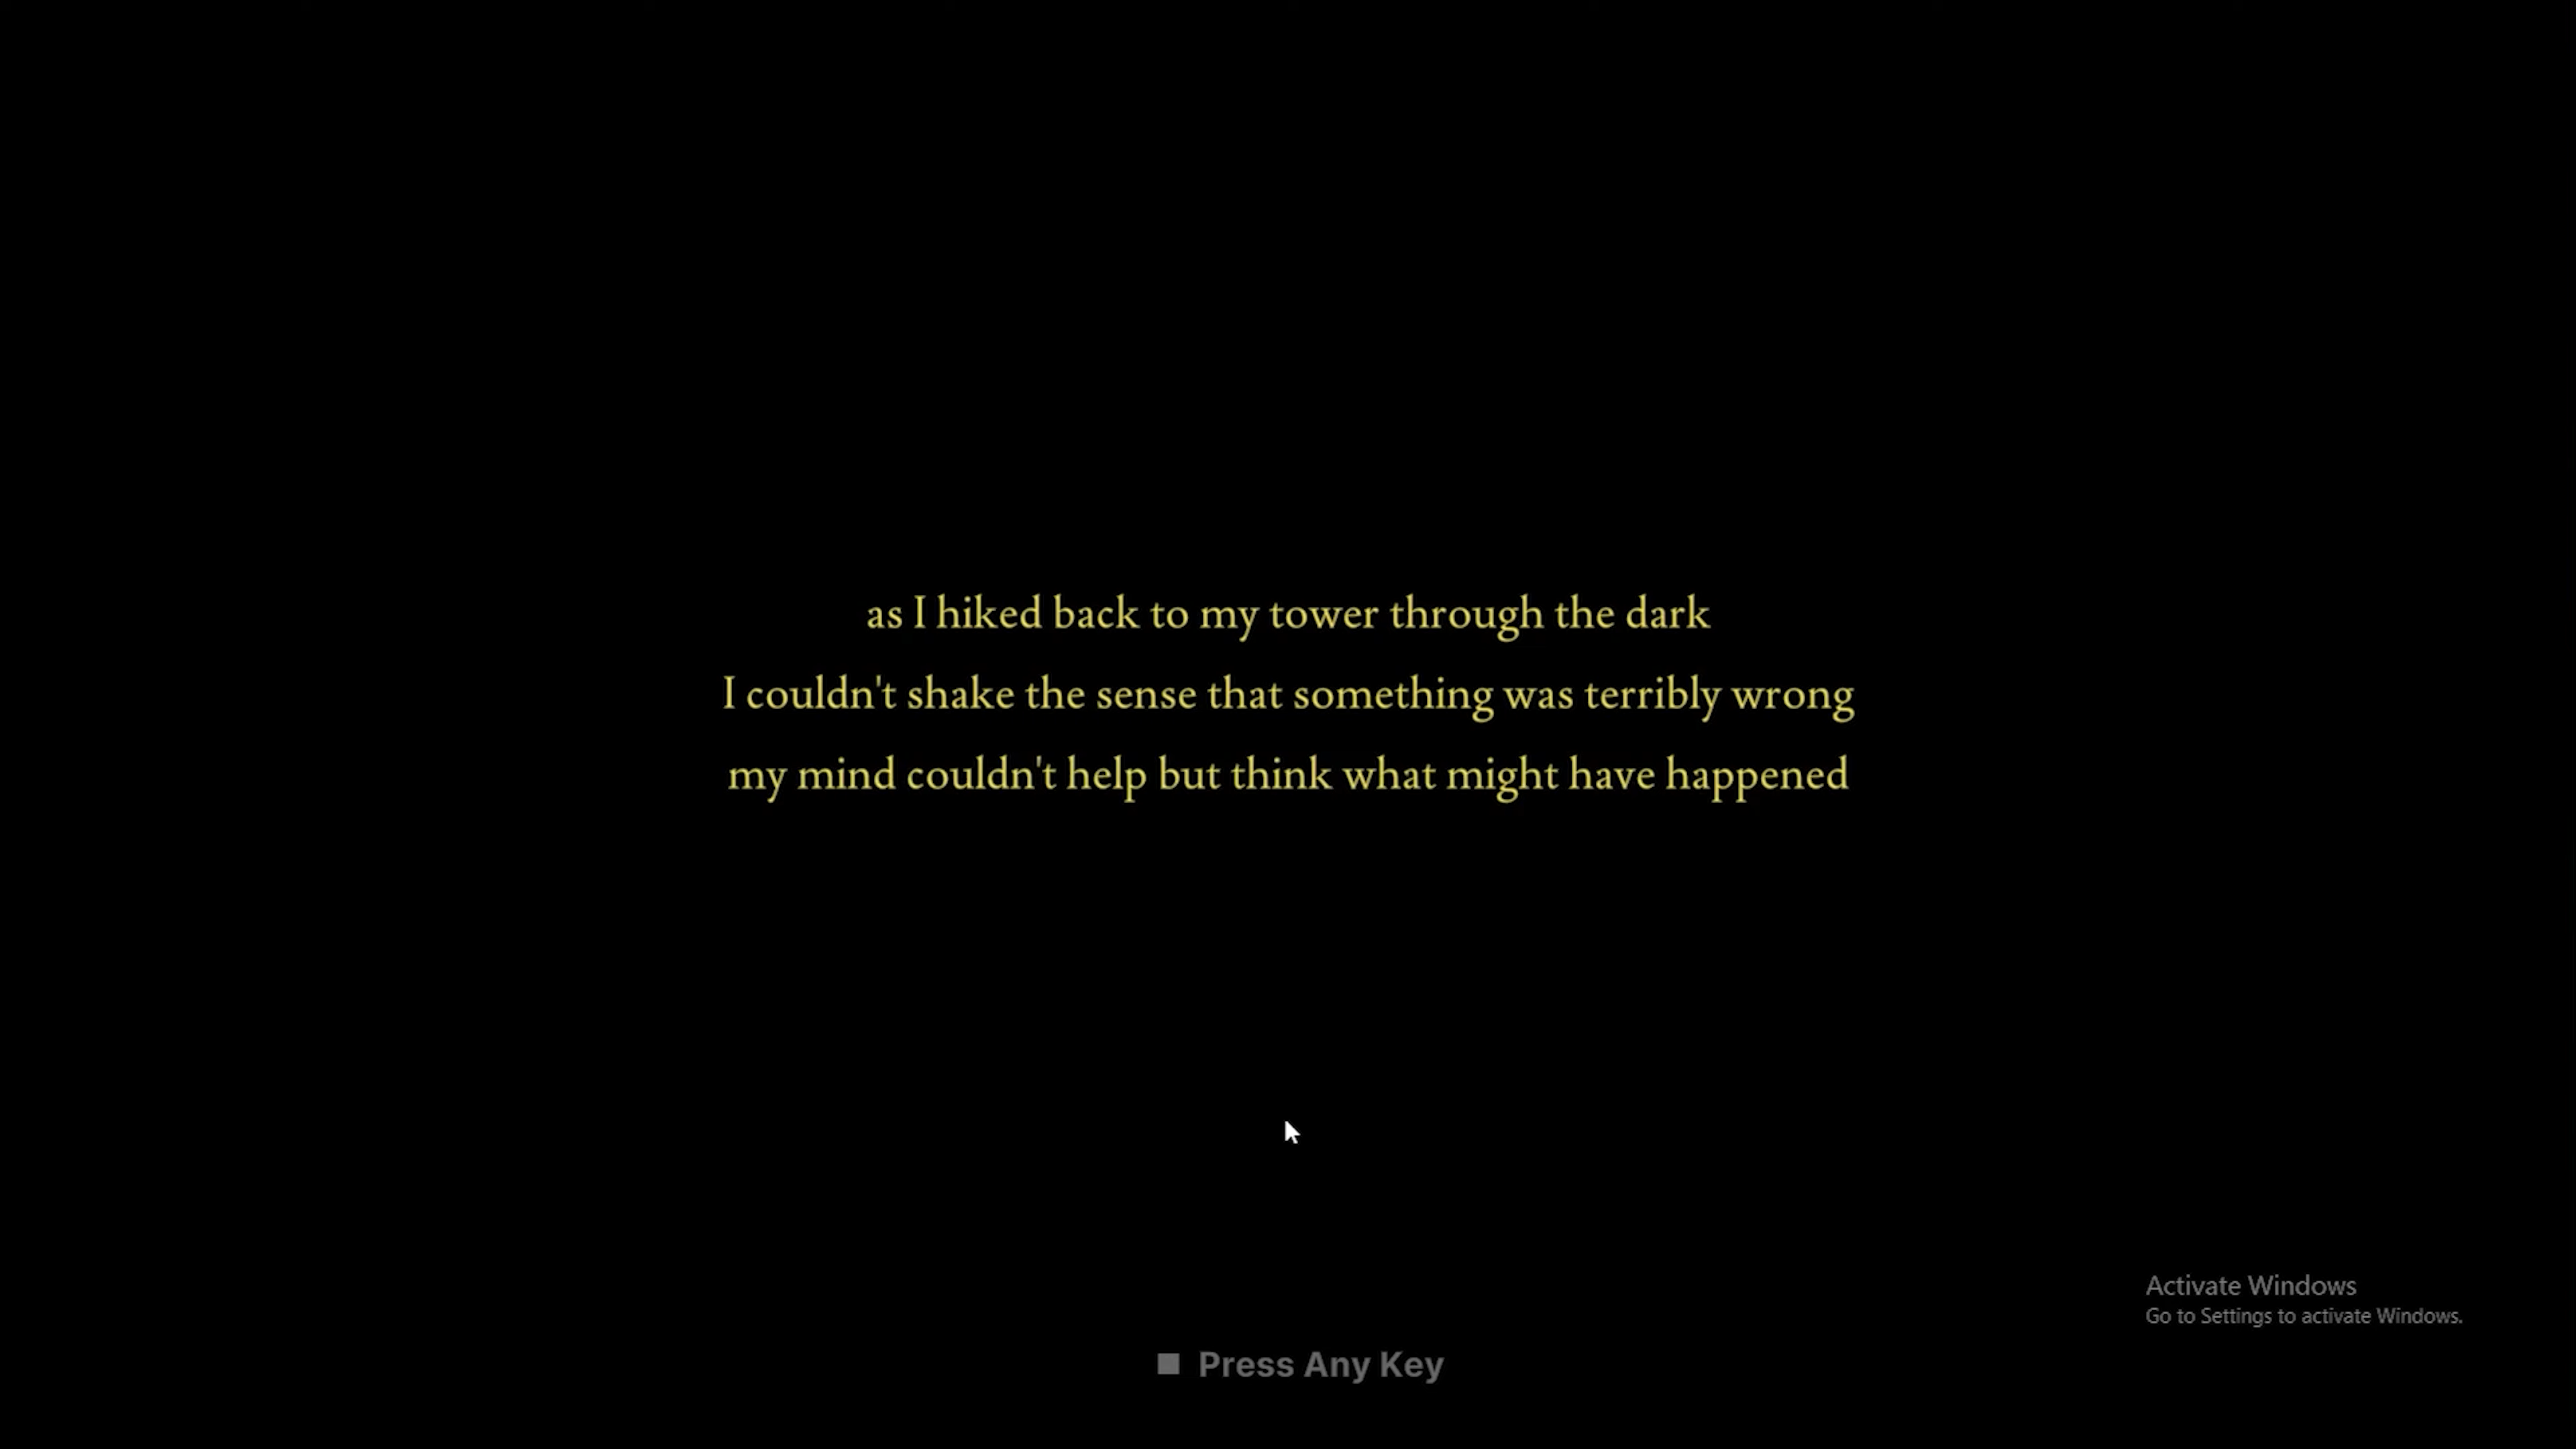 as I hiked back to my tower through the dark
I couldn't shake the sense that something was terribly wrong
my mind couldn't help but think what might have happened
Activate Windows
Go to Settings to activate Windows.
Press Any Key